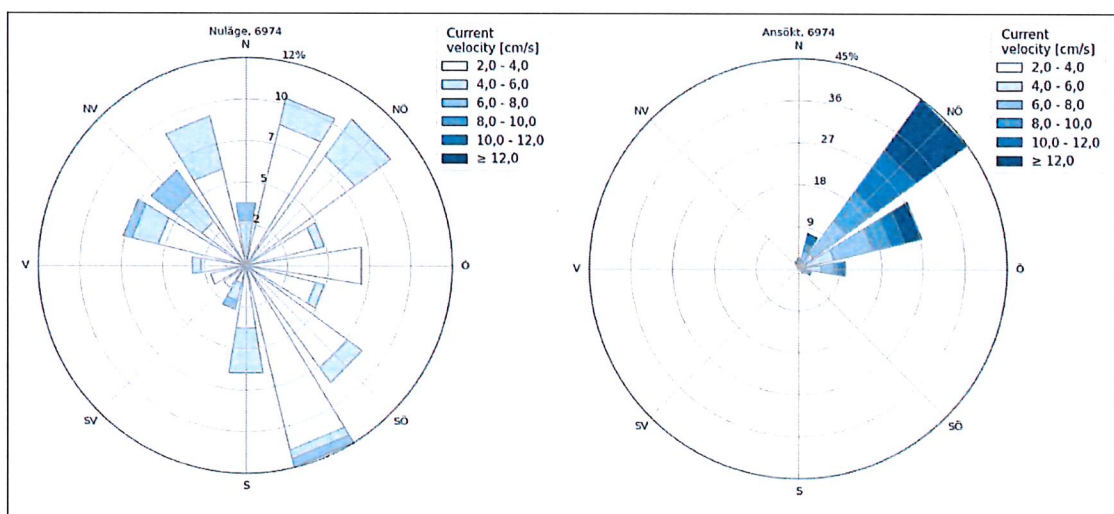 Nuläge, 6974
N
12%
10
7
5
2
NV
NÖ
V
Ö
SV
SÖ
S
Current
velocity [cm/s]
2,0 - 4,0
4,0 - 6,0
6,0 - 8,0
8,0 - 10,0
10,0 - 12,0
≥ 12,0
Ansökt, 6974
N
45%
36
27
18
9
NV
NÖ
V
Ö
SV
SÖ
S
Current
velocity [cm/s]
2,0 - 4,0
4,0 - 6,0
6,0 - 8,0
8,0 - 10,0
10,0 - 12,0
≥ 12,0